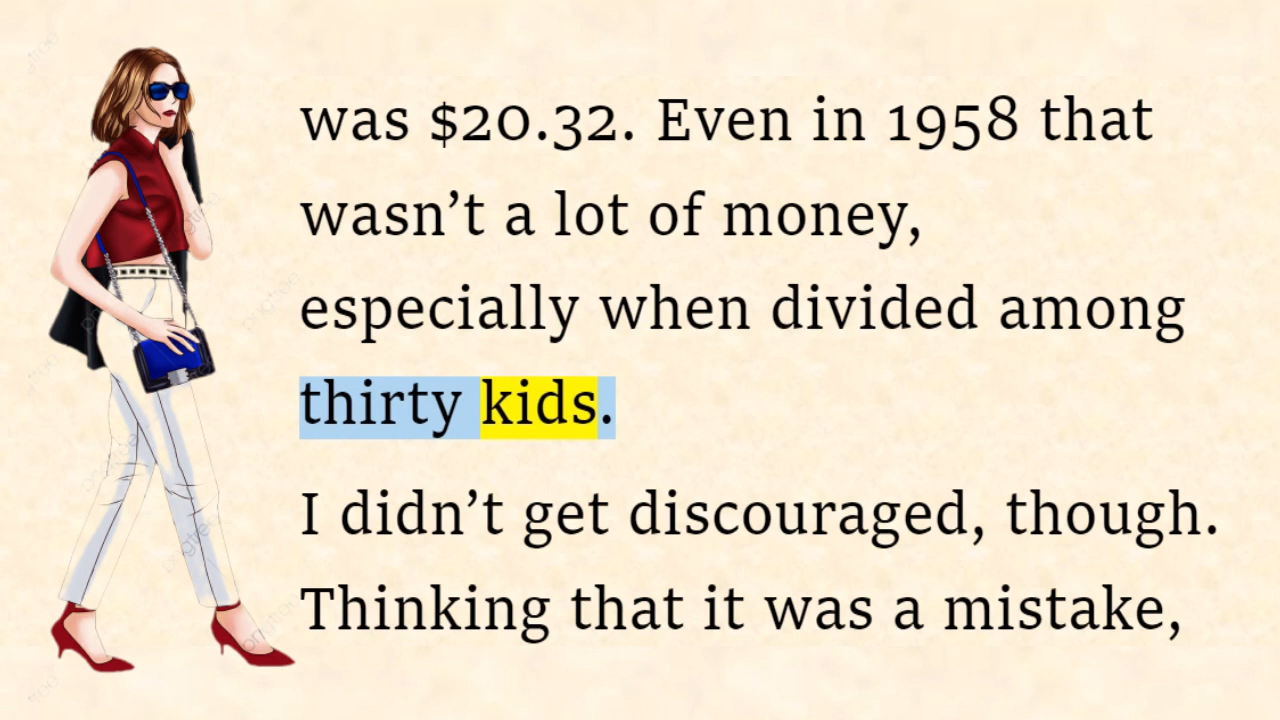 was $20.32. Even in 1958 that
wasn’t a lot of money,
especially when divided among
thirty kids.
I didn’t get discouraged, though.
Thinking that it was a mistake,